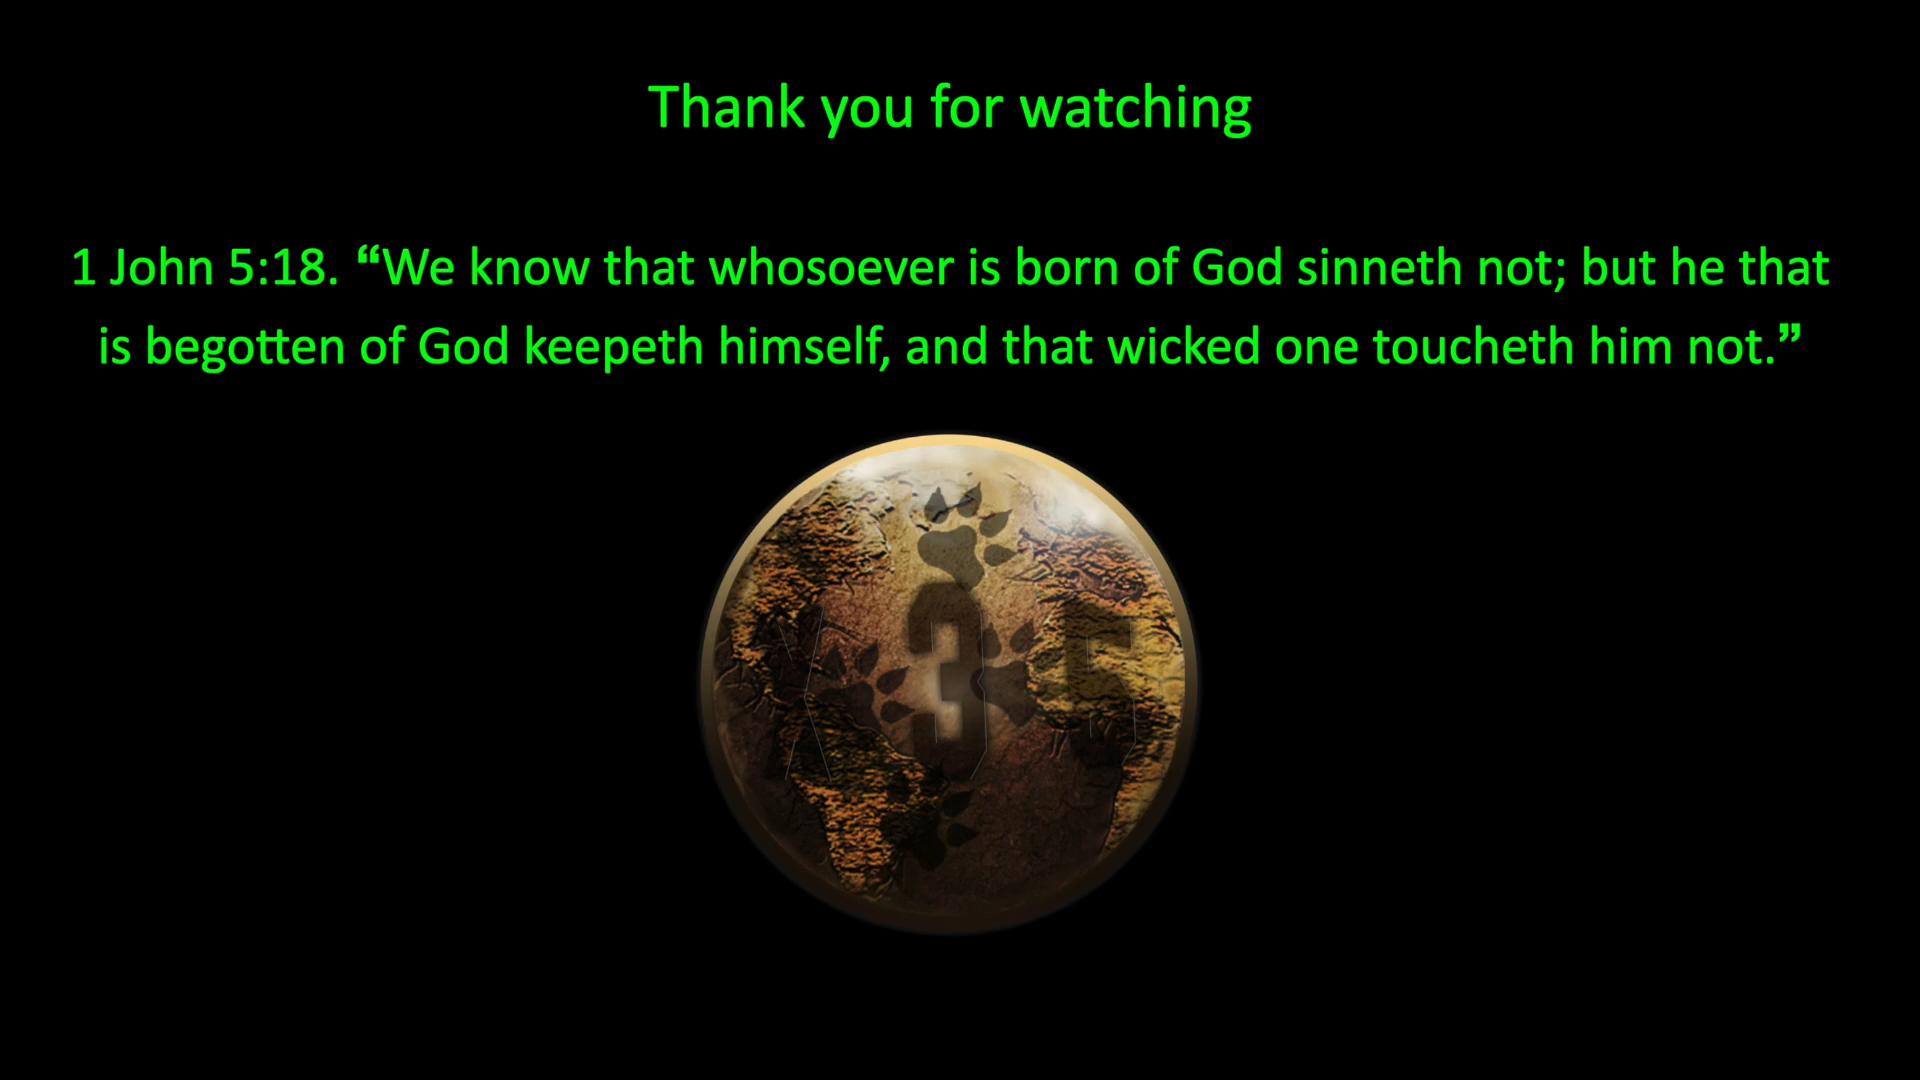 Thank you for watching
1 John 5:18. “We know that whosoever is born of God sinneth not; but he that
is begotten of God keepeth himself, and that wicked one toucheth him not.”
K35